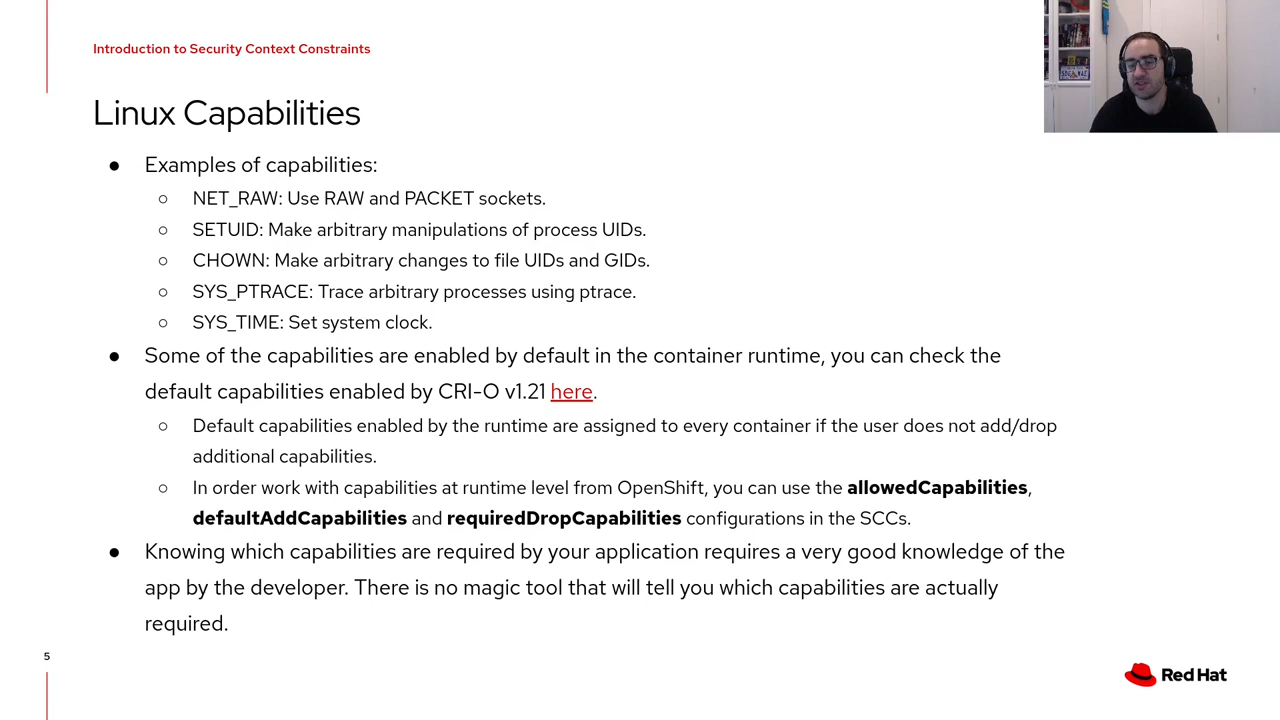 Introduction to Security Context Constraints
Linux Capabilities
● Examples of capabilities:
○ NET_RAW: Use RAW and PACKET sockets.
○ SETUID: Make arbitrary manipulations of process UIDs.
○ CHOWN: Make arbitrary changes to file UIDs and GIDs.
○ SYS_PTRACE: Trace arbitrary processes using ptrace.
○ SYS_TIME: Set system clock.
● Some of the capabilities are enabled by default in the container runtime, you can check the
default capabilities enabled by CRI-O v1.21 here.
○ Default capabilities enabled by the runtime are assigned to every container if the user does not add/drop
additional capabilities.
○ In order work with capabilities at runtime level from OpenShift, you can use the allowedCapabilities,
defaultAddCapabilities and requiredDropCapabilities configurations in the SCCs.
● Knowing which capabilities are required by your application requires a very good knowledge of the
app by the developer. There is no magic tool that will tell you which capabilities are actually
required.
5
Red Hat